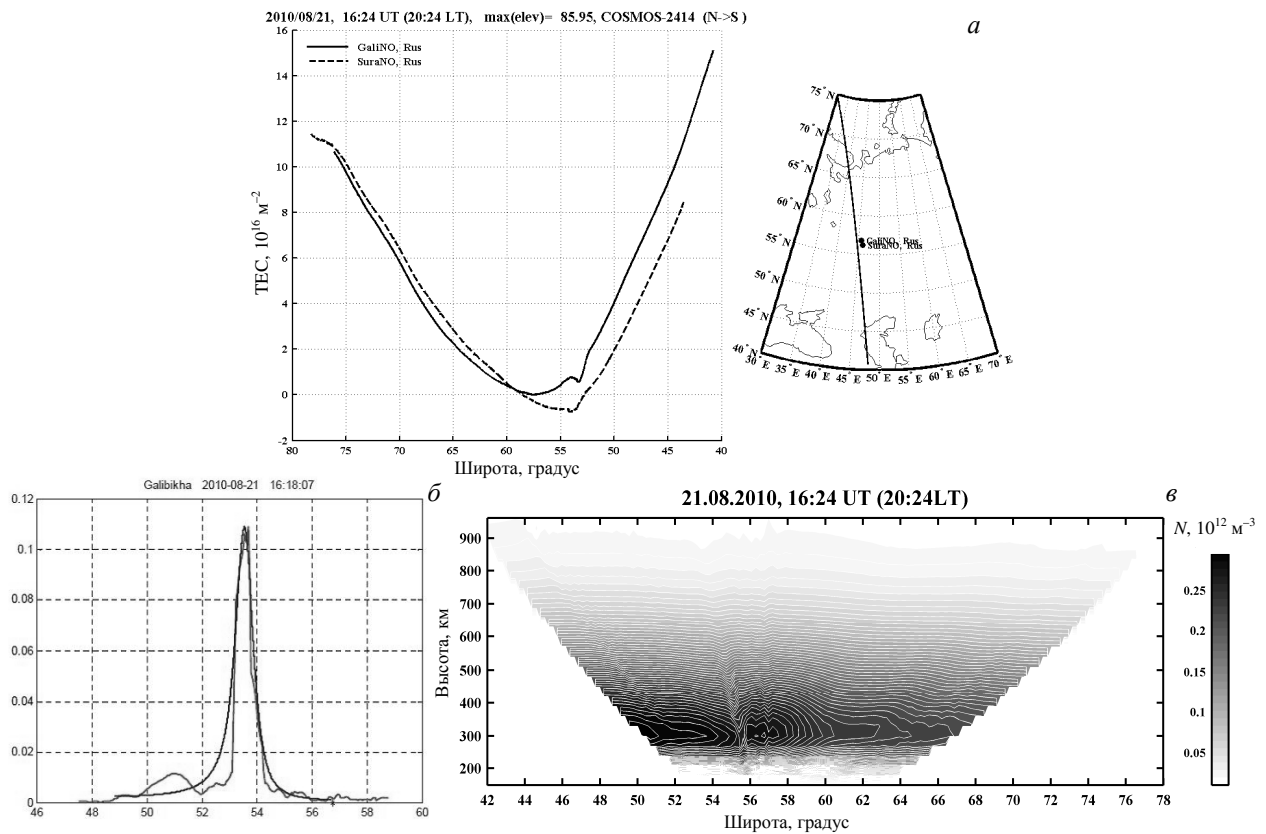 2010/08/21, 16:24 UT (20:24 LT), max(elev)= 85.95, COSMOS-2414 (N->S )
а
16
14
12
10
8
6
4
2
0
-2
GaliNO, Rus
SuraNO, Rus
TEC, 10¹⁶ м⁻²
80 75 70 65 60 55 50 45 40
Широта, градус
75° N
70° N
65° N
60° N
55° N
50° N
45° N
40° N
GaliNO, Rus
SuraNO, Rus
30° E 35° E 40° E 45° E 50° E 55° E 60° E 65° E 70° E
Galibikha 2010-08-21 16:18:07
б
0.12
0.1
0.08
0.06
0.04
0.02
0
46 48 50 52 54 56 58 60
21.08.2010, 16:24 UT (20:24LT)
в
Высота, км
900
800
700
600
500
400
300
200
42 44 46 48 50 52 54 56 58 60 62 64 66 68 70 72 74 76 78
Широта, градус
N, 10¹² м⁻³
0.25
0.2
0.15
0.1
0.05